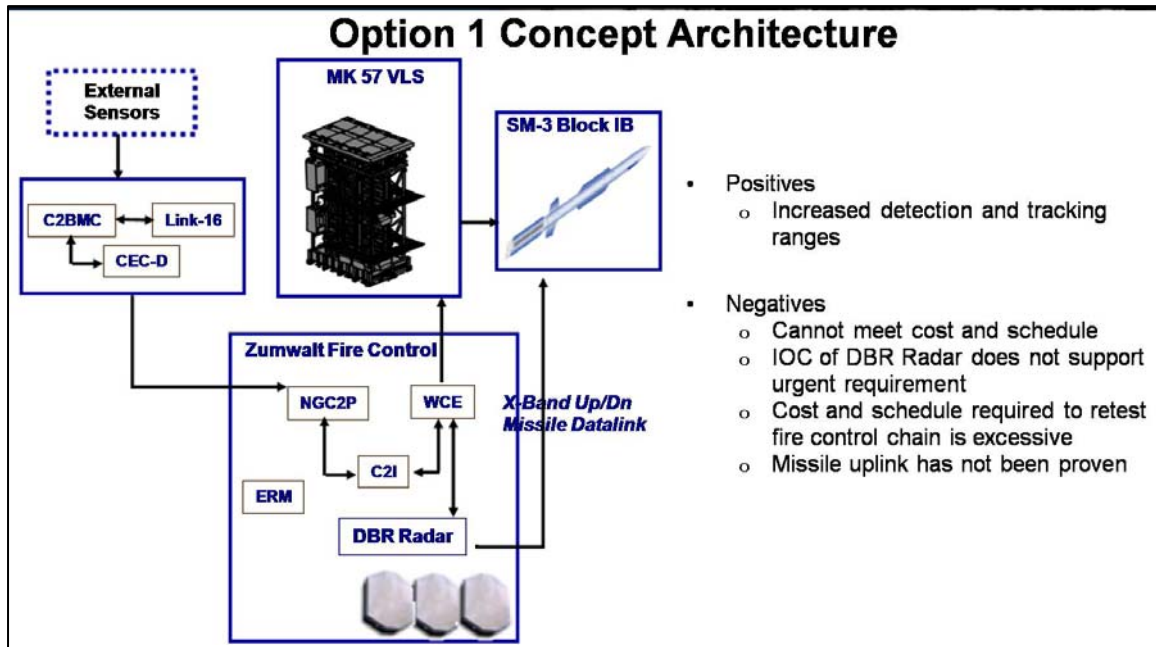 Option 1 Concept Architecture
External
Sensors
C2BMC
Link-16
CEC-D
MK 57 VLS
SM-3 Block IB
Zumwalt Fire Control
NGC2P
WCE
C2I
ERM
DBR Radar
X-Band Up/Dn
Missile Datalink
• Positives
o Increased detection and tracking
ranges
• Negatives
o Cannot meet cost and schedule
o IOC of DBR Radar does not support
urgent requirement
o Cost and schedule required to retest
fire control chain is excessive
o Missile uplink has not been proven